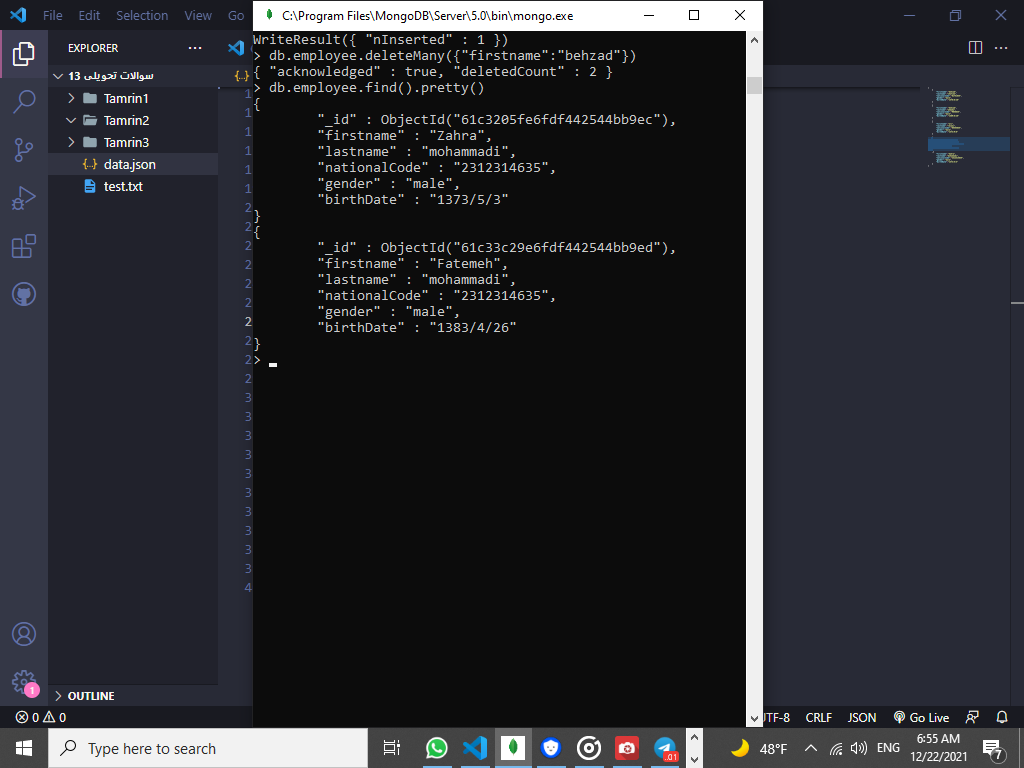 File Edit Selection View Go
C:\Program Files\MongoDB\Server\5.0\bin\mongo.exe
EXPLORER
سوالات تحویلی 13
Tamrin1
Tamrin2
Tamrin3
data.json
test.txt
OUTLINE
WriteResult({ "nInserted" : 1 })
> db.employee.deleteMany({"firstname":"behzad"})
{ "acknowledged" : true, "deletedCount" : 2 }
> db.employee.find().pretty()
{
"_id" : ObjectId("61c3205fe6fdf442544bb9ec"),
"firstname" : "Zahra",
"lastname" : "mohammadi",
"nationalCode" : "2312314635",
"gender" : "male",
"birthDate" : "1373/5/3"
}
{
"_id" : ObjectId("61c33c29e6fdf442544bb9ed"),
"firstname" : "Fatemeh",
"lastname" : "mohammadi",
"nationalCode" : "2312314635",
"gender" : "male",
"birthDate" : "1383/4/26"
}
>
1
0 0
UTF-8 CRLF JSON Go Live
Type here to search
.01
48°F
ENG
6:55 AM
12/22/2021
7